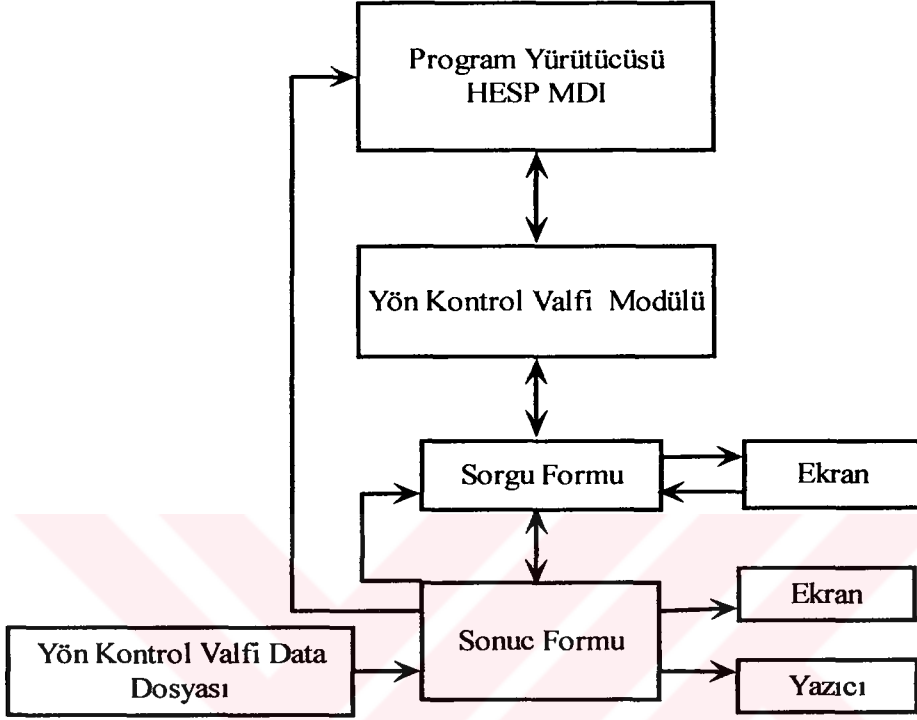 Program Yürütücüsü
HESP MDI
Yön Kontrol Valfi Modülü
Sorgu Formu
Ekran
Ekran
Sonuc Formu
Yön Kontrol Valfi Data
Dosyası
Yazıcı